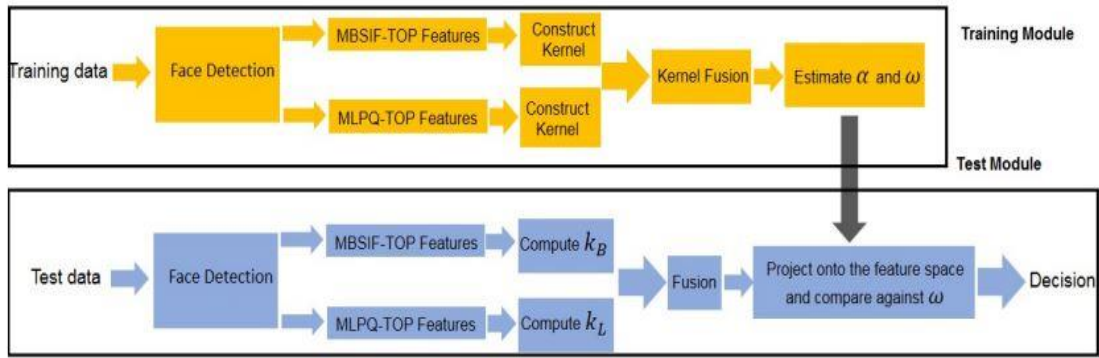 Training Module
Training data
Face Detection
MBSIF-TOP Features
Construct
Kernel
MLPQ-TOP Features
Construct
Kernel
Kernel Fusion
Estimate α and ω
Test Module
Test data
Face Detection
MBSIF-TOP Features
Compute k_B
MLPQ-TOP Features
Compute k_L
Fusion
Project onto the feature space
and compare against ω
Decision